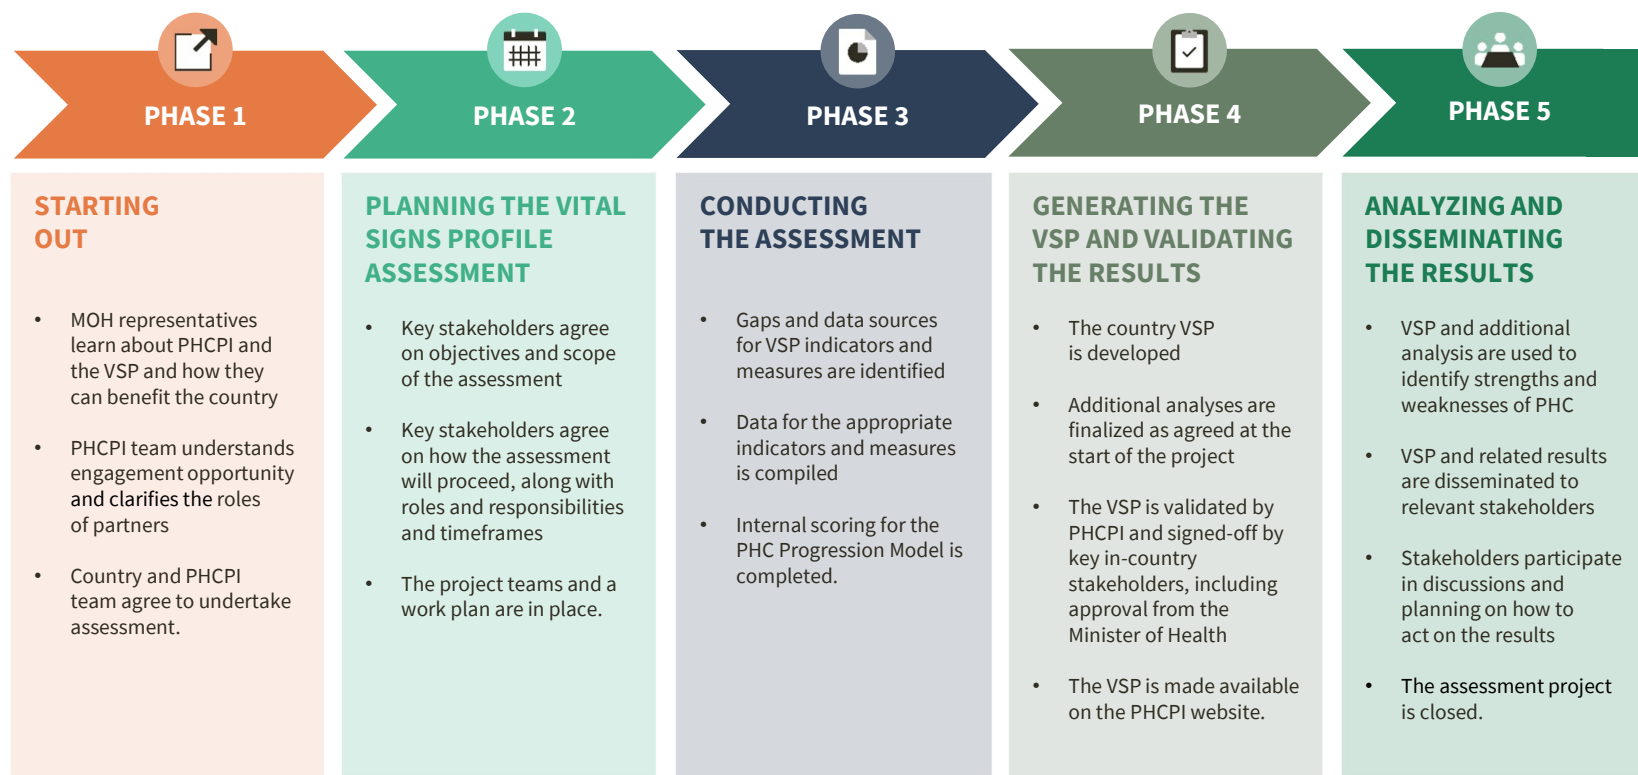 PHASE 1
STARTING
OUT
• MOH representatives
learn about PHCPI and
the VSP and how they
can benefit the country
• PHCPI team understands
engagement opportunity
and clarifies the roles
of partners
• Country and PHCPI
team agree to undertake
assessment.
PHASE 2
PLANNING THE VITAL
SIGNS PROFILE
ASSESSMENT
• Key stakeholders agree
on objectives and scope
of the assessment
• Key stakeholders agree
on how the assessment
will proceed, along with
roles and responsibilities
and timeframes
• The project teams and a
work plan are in place.
PHASE 3
CONDUCTING
THE ASSESSMENT
• Gaps and data sources
for VSP indicators and
measures are identified
• Data for the appropriate
indicators and measures
is compiled
• Internal scoring for the
PHC Progression Model is
completed.
PHASE 4
GENERATING THE
VSP AND VALIDATING
THE RESULTS
• The country VSP
is developed
• Additional analyses are
finalized as agreed at the
start of the project
• The VSP is validated by
PHCPI and signed-off by
key in-country
stakeholders, including
approval from the
Minister of Health
• The VSP is made available
on the PHCPI website.
PHASE 5
ANALYZING AND
DISSEMINATING
THE RESULTS
• VSP and additional
analysis are used to
identify strengths and
weaknesses of PHC
• VSP and related results
are disseminated to
relevant stakeholders
• Stakeholders participate
in discussions and
planning on how to
act on the results
• The assessment project
is closed.